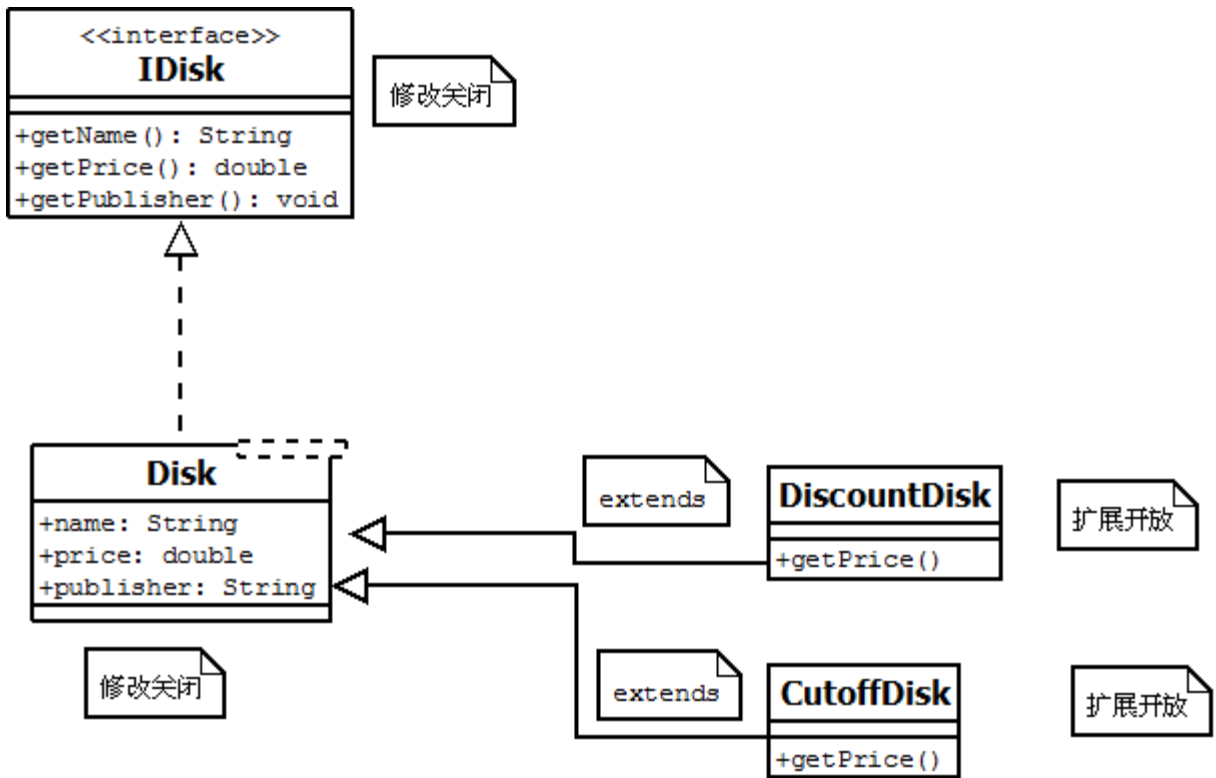 <<interface>>
IDisk
修改关闭
+getName(): String
+getPrice(): double
+getPublisher(): void
Disk
+name: String
+price: double
+publisher: String
修改关闭
extends
DiscountDisk
+getPrice()
扩展开放
extends
CutoffDisk
+getPrice()
扩展开放